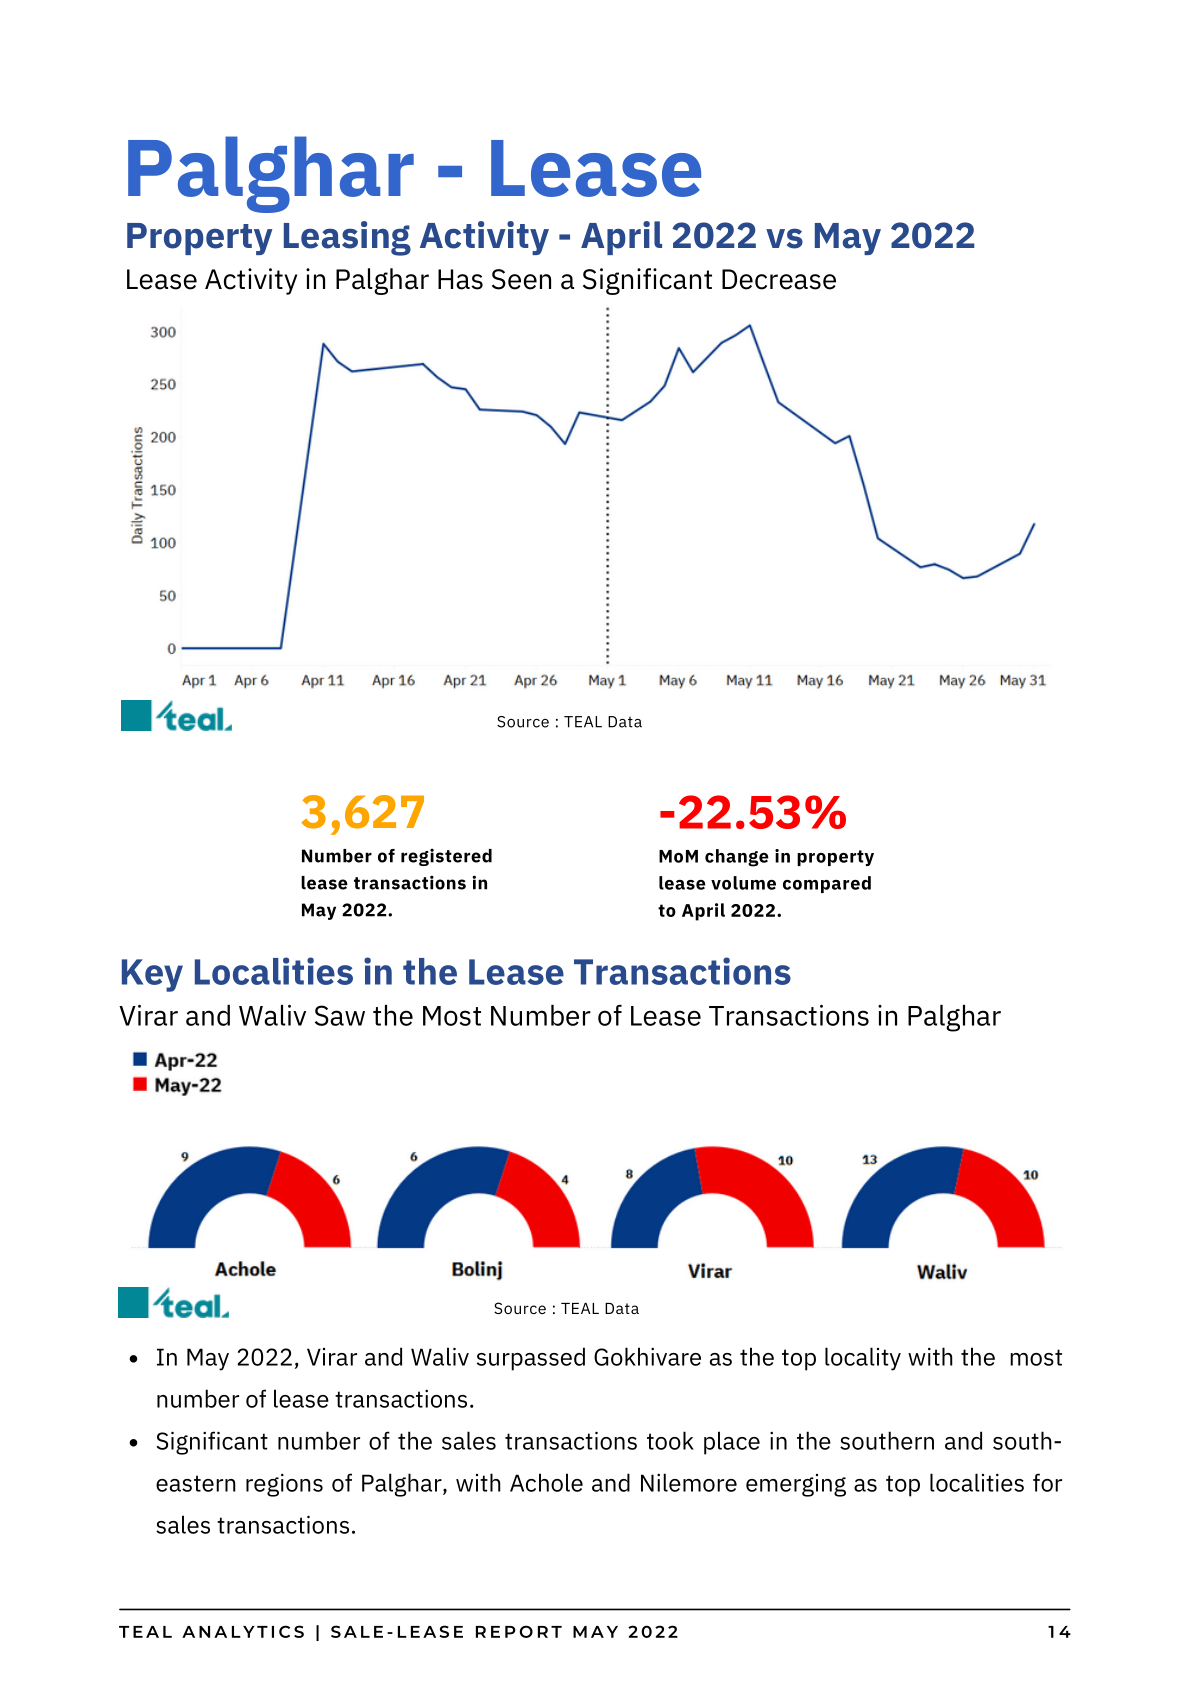 Palghar - Lease
Property Leasing Activity - April 2022 vs May 2022
Lease Activity in Palghar Has Seen a Significant Decrease
300
250
200
150
100
50
0
Daily Transactions
Apr 1 Apr 6 Apr 11 Apr 16 Apr 21 Apr 26 May 1 May 6 May 11 May 16 May 21 May 26 May 31
teal.
Source : TEAL Data
3,627
Number of registered
lease transactions in
May 2022.
-22.53%
MoM change in property
lease volume compared
to April 2022.
Key Localities in the Lease Transactions
Virar and Waliv Saw the Most Number of Lease Transactions in Palghar
Apr-22
May-22
9 6 6 4 8 10 13 10
Achole Bolinj Virar Waliv
teal.
Source : TEAL Data
• In May 2022, Virar and Waliv surpassed Gokhivare as the top locality with the most
number of lease transactions.
• Significant number of the sales transactions took place in the southern and south-
eastern regions of Palghar, with Achole and Nilemore emerging as top localities for
sales transactions.
TEAL ANALYTICS | SALE-LEASE REPORT MAY 2022 14